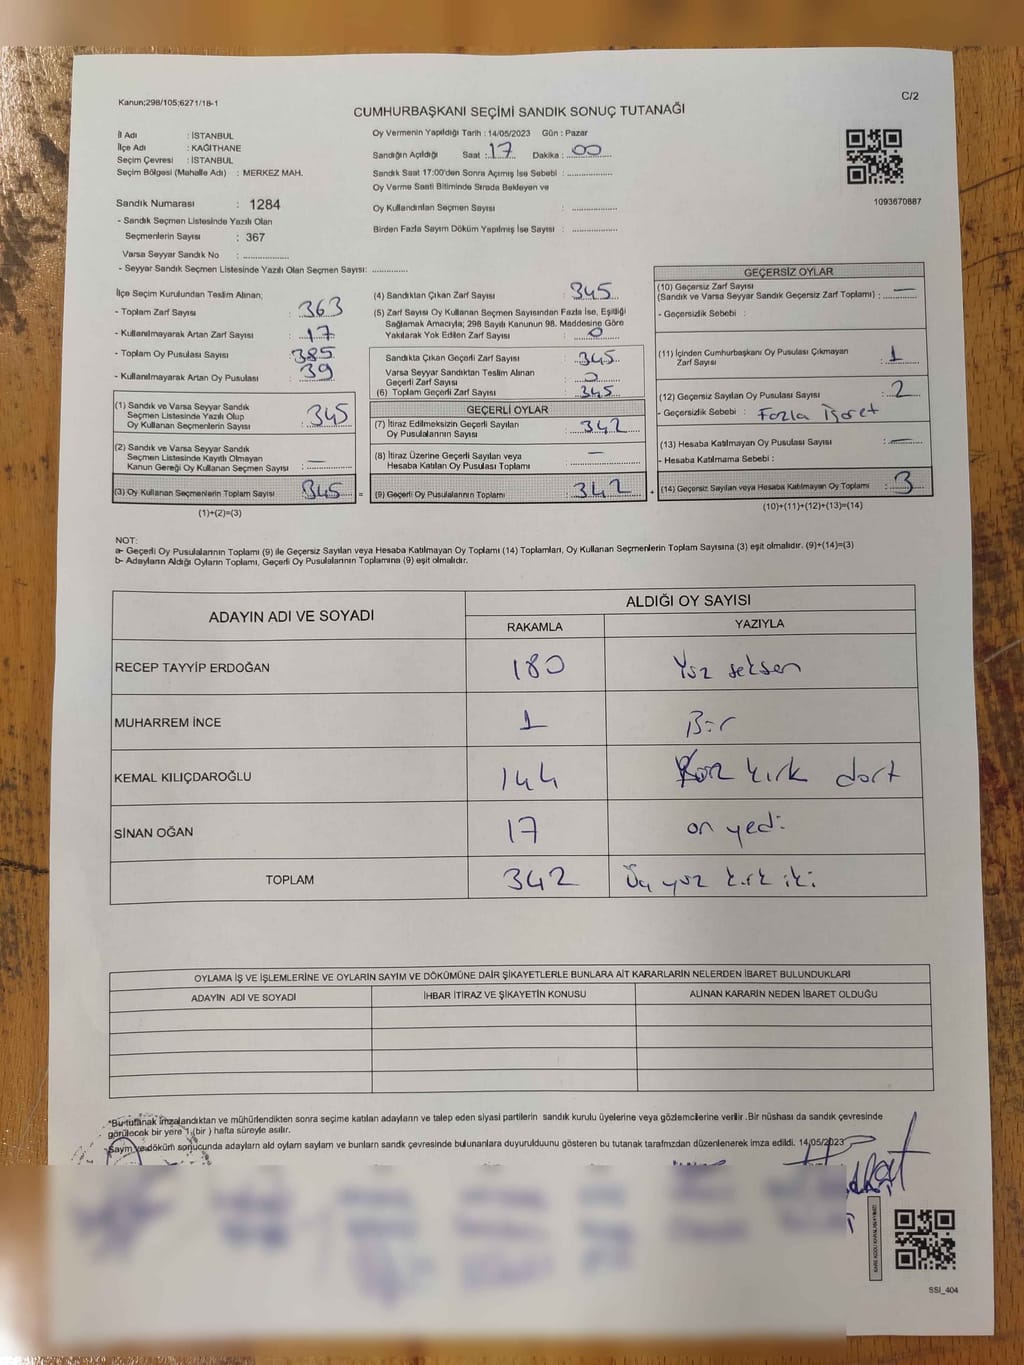 Kanun;298/105;6271/18-1
C/2
CUMHURBAŞKANI SEÇİMİ SANDIK SONUÇ TUTANAĞI
İl Adı : İSTANBUL
İlçe Adı : KAĞITHANE
Seçim Çevresi : İSTANBUL
Seçim Bölgesi (Mahalle Adı) : MERKEZ MAH.
Oy Vermenin Yapıldığı Tarih : 14/05/2023 Gün : Pazar
Sandığın Açıldığı Saat : 17 Dakika : 00
Sandık Saat 17:00'den Sonra Açımış İse Sebebi :
Oy Verme Saati Bitiminde Sırada Bekleyen ve
Oy Kullandırılan Seçmen Sayısı :
Birden Fazla Sayım Döküm Yapılmış İse Sayısı :
1093670887
Sandık Numarası : 1284
- Sandık Seçmen Listesinde Yazılı Olan
Seçmenlerin Sayısı : 367
Varsa Seyyar Sandık No :
- Seyyar Sandık Seçmen Listesinde Yazılı Olan Seçmen Sayısı:
İlçe Seçim Kurulundan Teslim Alınan;
- Toplam Zarf Sayısı : 363
- Kullanılmayarak Artan Zarf Sayısı : 17
- Toplam Oy Pusulası Sayısı : 385
- Kullanılmayarak Artan Oy Pusulası : 39
(1) Sandık ve Varsa Seyyar Sandık
Seçmen Listesinde Yazılı Olup
Oy Kullanan Seçmenlerin Sayısı : 345
(2) Sandık ve Varsa Seyyar Sandık
Seçmen Listesinde Kayıtlı Olmayan
Kanun Gereği Oy Kullanan Seçmen Sayısı : —
(3) Oy Kullanan Seçmenlerin Toplam Sayısı : 345 =
(1)+(2)=(3)
(4) Sandıktan Çıkan Zarf Sayısı : 345
(5) Zarf Sayısı Oy Kullanan Seçmen Sayısından Fazla İse, Eşitliği
Sağlamak Amacıyla; 298 Sayılı Kanunun 98. Maddesine Göre
Yakılarak Yok Edilen Zarf Sayısı : 0
Sandıkta Çıkan Geçerli Zarf Sayısı : 345
Varsa Seyyar Sandıktan Teslim Alınan
Geçerli Zarf Sayısı : 0
(6) Toplam Geçerli Zarf Sayısı : 345
GEÇERLİ OYLAR
(7) İtiraz Edilmeksizin Geçerli Sayılan
Oy Pusulalarının Sayısı : 342
(8) İtiraz Üzerine Geçerli Sayılan veya
Hesaba Katılan Oy Pusulası Toplamı : —
(9) Geçerli Oy Pusulalarının Toplamı : 342 +
GEÇERSİZ OYLAR
(10) Geçersiz Zarf Sayısı
(Sandık ve Varsa Seyyar Sandık Geçersiz Zarf Toplamı) : —
- Geçersizlik Sebebi :
(11) İçinden Cumhurbaşkanı Oy Pusulası Çıkmayan
Zarf Sayısı : 1
(12) Geçersiz Sayılan Oy Pusulası Sayısı : 2
- Geçersizlik Sebebi : Fazla İşaret
(13) Hesaba Katılmayan Oy Pusulası Sayısı : —
- Hesaba Katılmama Sebebi :
(14) Geçersiz Sayılan veya Hesaba Katılmayan Oy Toplamı : 3
(10)+(11)+(12)+(13)=(14)
NOT:
a- Geçerli Oy Pusulalarının Toplamı (9) ile Geçersiz Sayılan veya Hesaba Katılmayan Oy Toplamı (14) Toplamları, Oy Kullanan Seçmenlerin Toplam Sayısına (3) eşit olmalıdır. (9)+(14)=(3)
b- Adayların Aldığı Oyların Toplamı, Geçerli Oy Pusulalarının Toplamına (9) eşit olmalıdır.
ADAYIN ADI VE SOYADI
ALDIĞI OY SAYISI
RAKAMLA YAZIYLA
RECEP TAYYİP ERDOĞAN 180 Yüz seksen
MUHARREM İNCE 1 Bir
KEMAL KILIÇDAROĞLU 144 Yüz kırk dört
SİNAN OĞAN 17 on yedi
TOPLAM 342 Üç yüz kırk iki
OYLAMA İŞ VE İŞLEMLERİNE VE OYLARIN SAYIM VE DÖKÜMÜNE DAİR ŞİKAYETLERLE BUNLARA AİT KARARLARIN NELERDEN İBARET BULUNDUKLARI
ADAYIN ADI VE SOYADI İHBAR İTİRAZ VE ŞİKAYETİN KONUSU ALINAN KARARIN NEDEN İBARET OLDUĞU
*Bu tutanak imzalandıktan ve mühürlendikten sonra seçime katılan adayların ve talep eden siyasi partilerin sandık kurulu üyelerine veya gözlemcilerine verilir .Bir nüshası da sandık çevresinde
görülecek bir yere 1 (bir ) hafta süreyle asılır.
Sayım ve döküm sonucunda adayların ald oyların sayım ve bunların sandık çevresinde bulunanlara duyurulduunu gösteren bu tutanak tarafmzdan düzenlenerek imza edildi. 14/05/2023
SSI_404